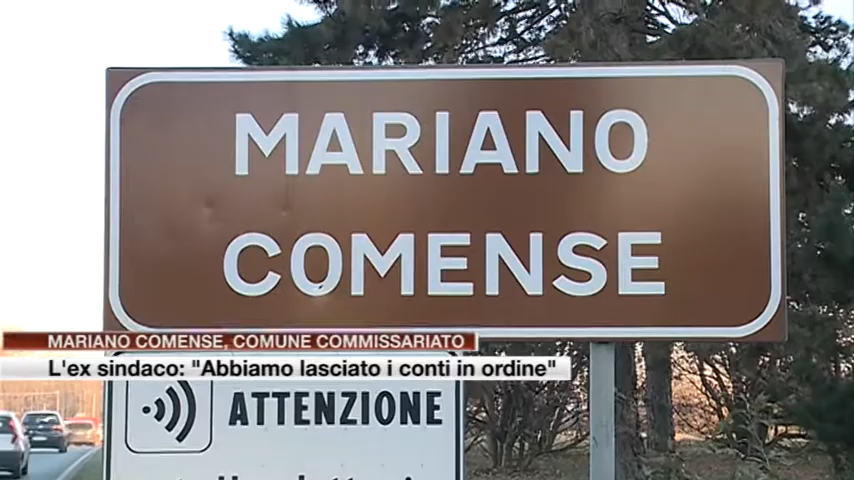 MARIANO
COMENSE
MARIANO COMENSE, COMUNE COMMISSARIATO
L'ex sindaco: "Abbiamo lasciato i conti in ordine"
ATTENZIONE